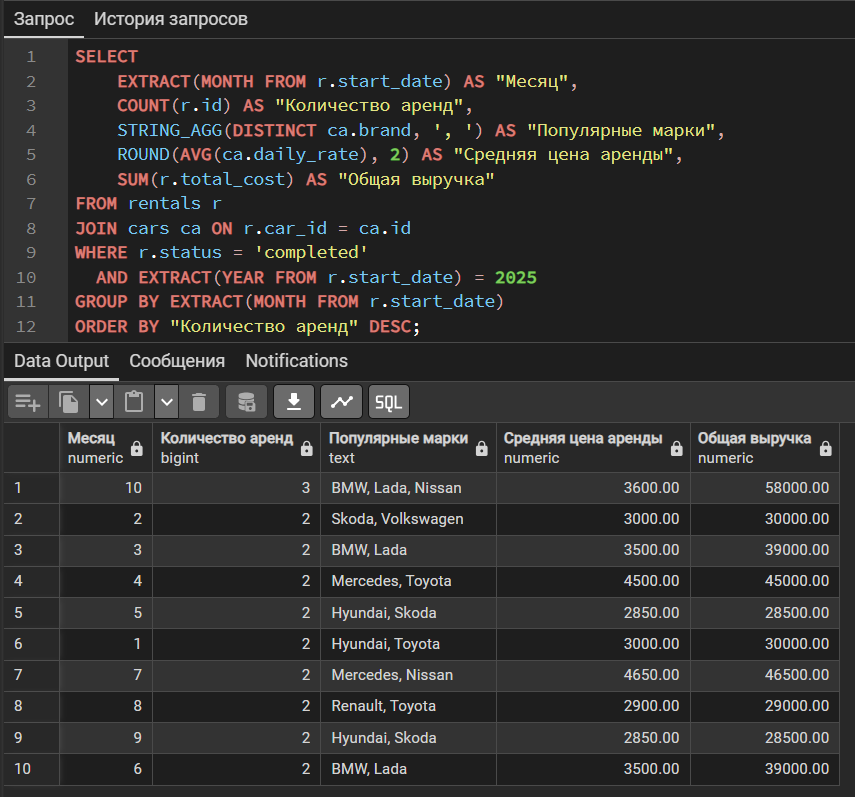 Запрос История запросов
1 SELECT
2 EXTRACT(MONTH FROM r.start_date) AS "Месяц",
3 COUNT(r.id) AS "Количество аренд",
4 STRING_AGG(DISTINCT ca.brand, ', ') AS "Популярные марки",
5 ROUND(AVG(ca.daily_rate), 2) AS "Средняя цена аренды",
6 SUM(r.total_cost) AS "Общая выручка"
7 FROM rentals r
8 JOIN cars ca ON r.car_id = ca.id
9 WHERE r.status = 'completed'
10 AND EXTRACT(YEAR FROM r.start_date) = 2025
11 GROUP BY EXTRACT(MONTH FROM r.start_date)
12 ORDER BY "Количество аренд" DESC;
Data Output Сообщения Notifications
SQL
Месяц Количество аренд Популярные марки Средняя цена аренды Общая выручка
numeric bigint text numeric numeric
1 10 3 BMW, Lada, Nissan 3600.00 58000.00
2 2 2 Skoda, Volkswagen 3000.00 30000.00
3 3 2 BMW, Lada 3500.00 39000.00
4 4 2 Mercedes, Toyota 4500.00 45000.00
5 5 2 Hyundai, Skoda 2850.00 28500.00
6 1 2 Hyundai, Toyota 3000.00 30000.00
7 7 2 Mercedes, Nissan 4650.00 46500.00
8 8 2 Renault, Toyota 2900.00 29000.00
9 9 2 Hyundai, Skoda 2850.00 28500.00
10 6 2 BMW, Lada 3500.00 39000.00